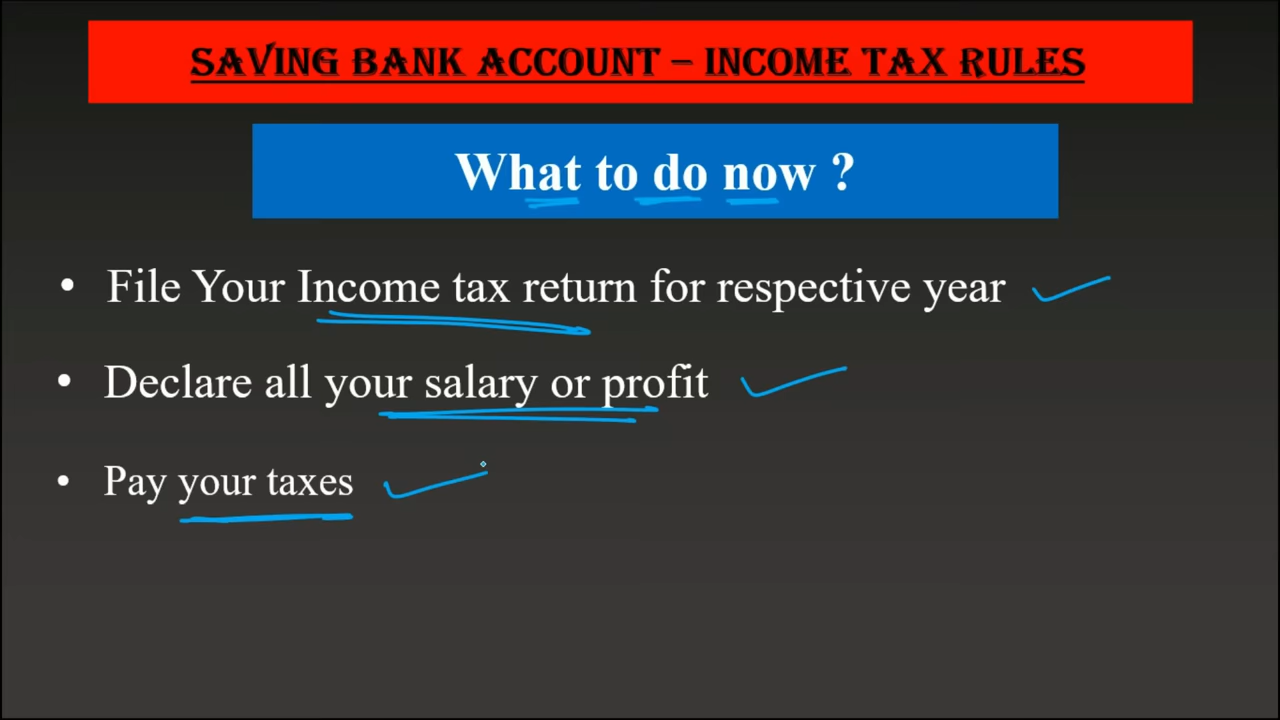 SAVING BANK ACCOUNT – INCOME TAX RULES
What to do now ?
• File Your Income tax return for respective year
• Declare all your salary or profit
• Pay your taxes